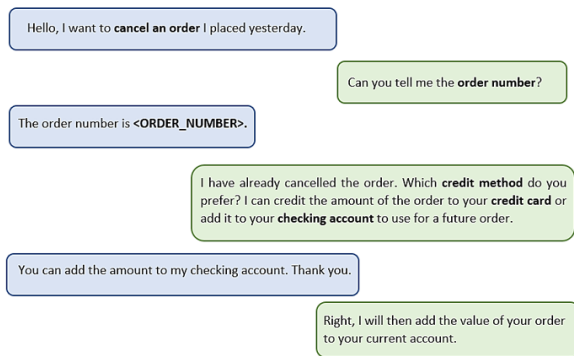 Hello, I want to cancel an order I placed yesterday.
Can you tell me the order number?
The order number is <ORDER_NUMBER>.
I have already cancelled the order. Which credit method do you
prefer? I can credit the amount of the order to your credit card or
add it to your checking account to use for a future order.
You can add the amount to my checking account. Thank you.
Right, I will then add the value of your order
to your current account.